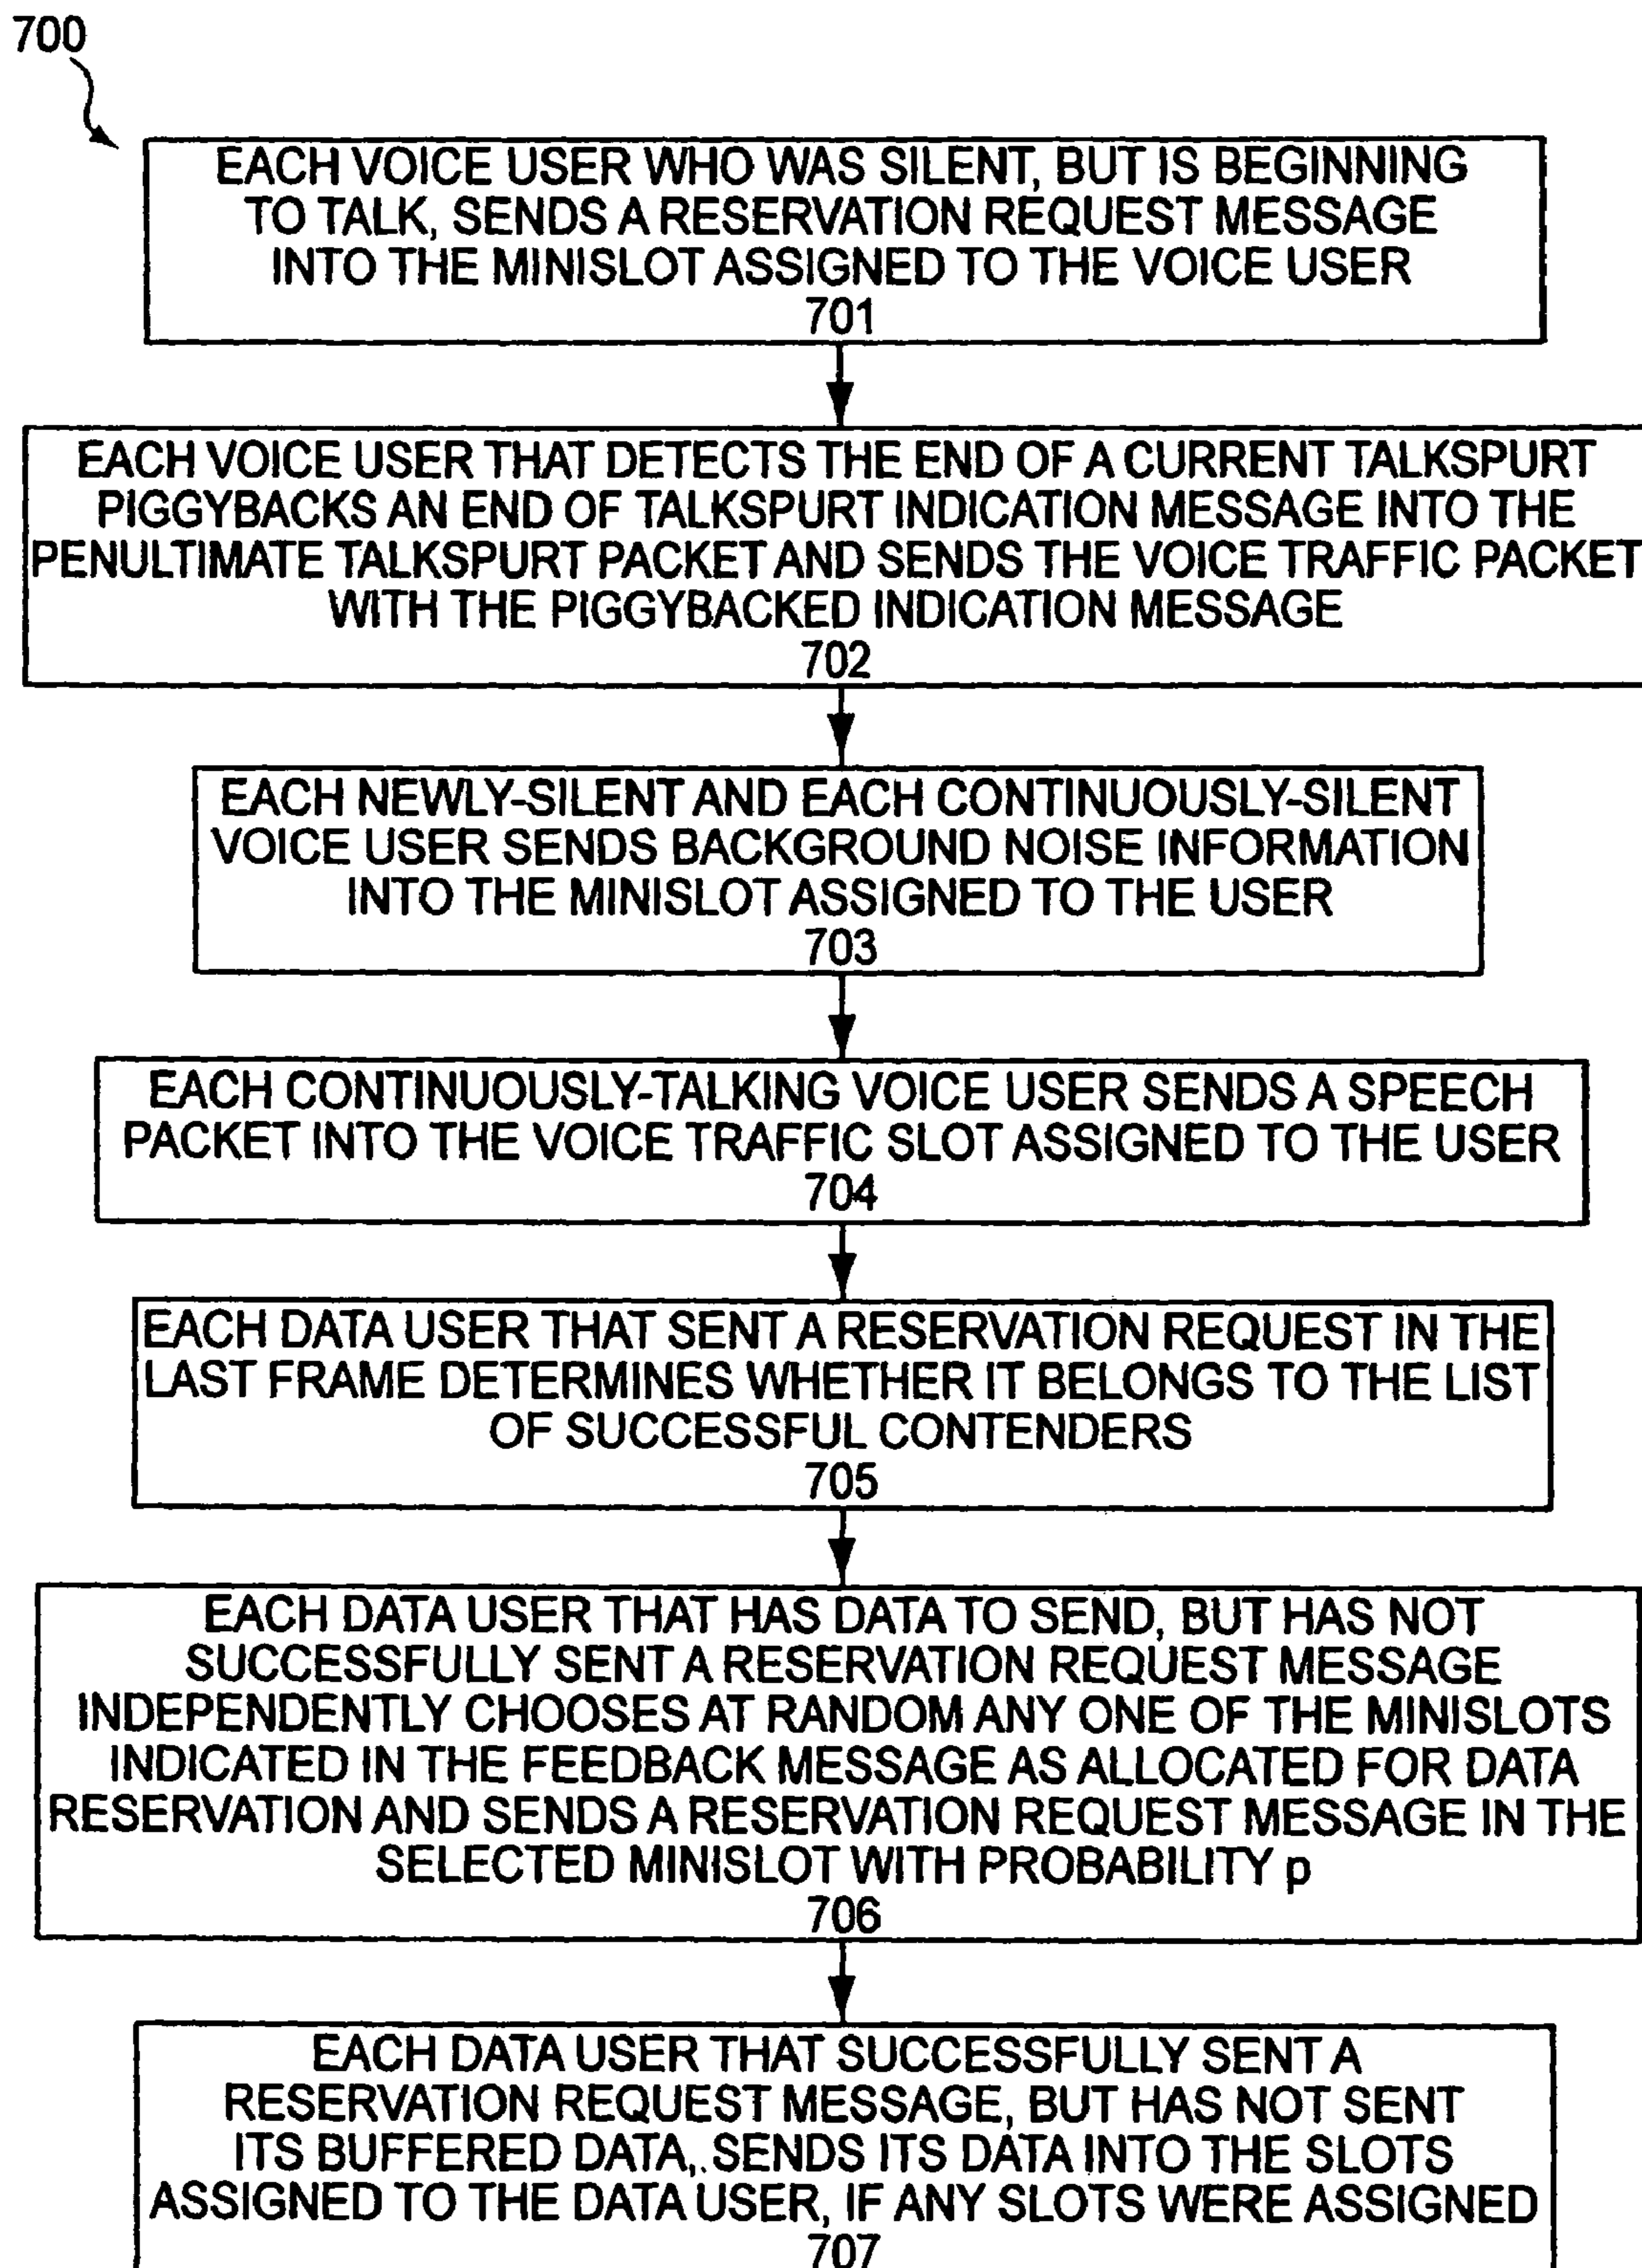 700
EACH VOICE USER WHO WAS SILENT, BUT IS BEGINNING
TO TALK, SENDS A RESERVATION REQUEST MESSAGE
INTO THE MINISLOT ASSIGNED TO THE VOICE USER
701
EACH VOICE USER THAT DETECTS THE END OF A CURRENT TALKSPURT
PIGGYBACKS AN END OF TALKSPURT INDICATION MESSAGE INTO THE
PENULTIMATE TALKSPURT PACKET AND SENDS THE VOICE TRAFFIC PACKET
WITH THE PIGGYBACKED INDICATION MESSAGE
702
EACH NEWLY-SILENT AND EACH CONTINUOUSLY-SILENT
VOICE USER SENDS BACKGROUND NOISE INFORMATION
INTO THE MINISLOT ASSIGNED TO THE USER
703
EACH CONTINUOUSLY-TALKING VOICE USER SENDS A SPEECH
PACKET INTO THE VOICE TRAFFIC SLOT ASSIGNED TO THE USER
704
EACH DATA USER THAT SENT A RESERVATION REQUEST IN THE
LAST FRAME DETERMINES WHETHER IT BELONGS TO THE LIST
OF SUCCESSFUL CONTENDERS
705
EACH DATA USER THAT HAS DATA TO SEND, BUT HAS NOT
SUCCESSFULLY SENT A RESERVATION REQUEST MESSAGE
INDEPENDENTLY CHOOSES AT RANDOM ANY ONE OF THE MINISLOTS
INDICATED IN THE FEEDBACK MESSAGE AS ALLOCATED FOR DATA
RESERVATION AND SENDS A RESERVATION REQUEST MESSAGE IN THE
SELECTED MINISLOT WITH PROBABILITY p
706
EACH DATA USER THAT SUCCESSFULLY SENT A
RESERVATION REQUEST MESSAGE, BUT HAS NOT SENT
ITS BUFFERED DATA, SENDS ITS DATA INTO THE SLOTS
ASSIGNED TO THE DATA USER, IF ANY SLOTS WERE ASSIGNED
707